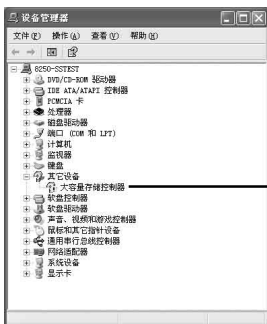 设备管理器
文件(F) 操作(A) 查看(V) 帮助(H)
8250-SSTEST
DVD/CD-ROM 驱动器
IDE ATA/ATAPI 控制器
PCMCIA 卡
处理器
磁盘驱动器
端口 (COM 和 LPT)
计算机
监视器
键盘
其它设备
大容量存储控制器
软盘控制器
软盘驱动器
声音、视频和游戏控制器
鼠标和其它指针设备
通用串行总线控制器
网络适配器
系统设备
显示卡